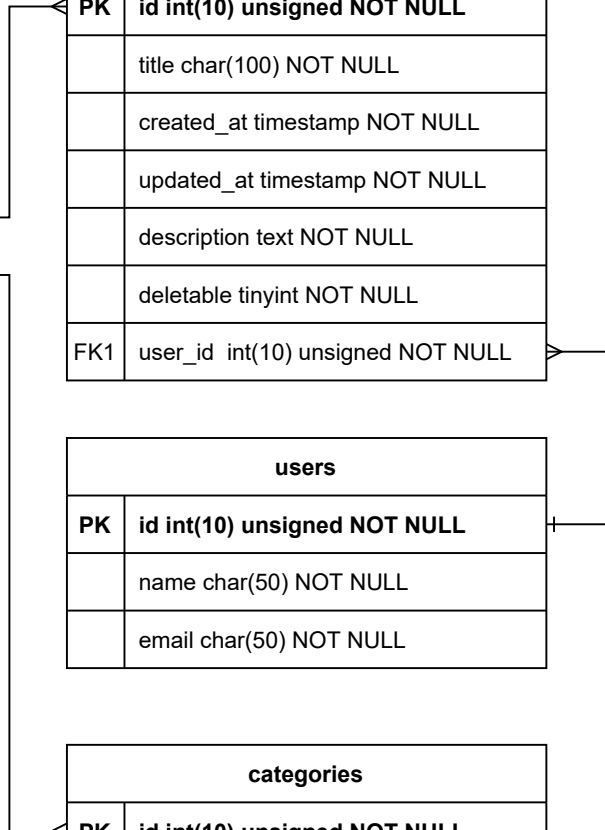 PK id int(10) unsigned NOT NULL
title char(100) NOT NULL
created_at timestamp NOT NULL
updated_at timestamp NOT NULL
description text NOT NULL
deletable tinyint NOT NULL
FK1 user_id int(10) unsigned NOT NULL
users
PK id int(10) unsigned NOT NULL
name char(50) NOT NULL
email char(50) NOT NULL
categories
PK id int(10) unsigned NOT NULL